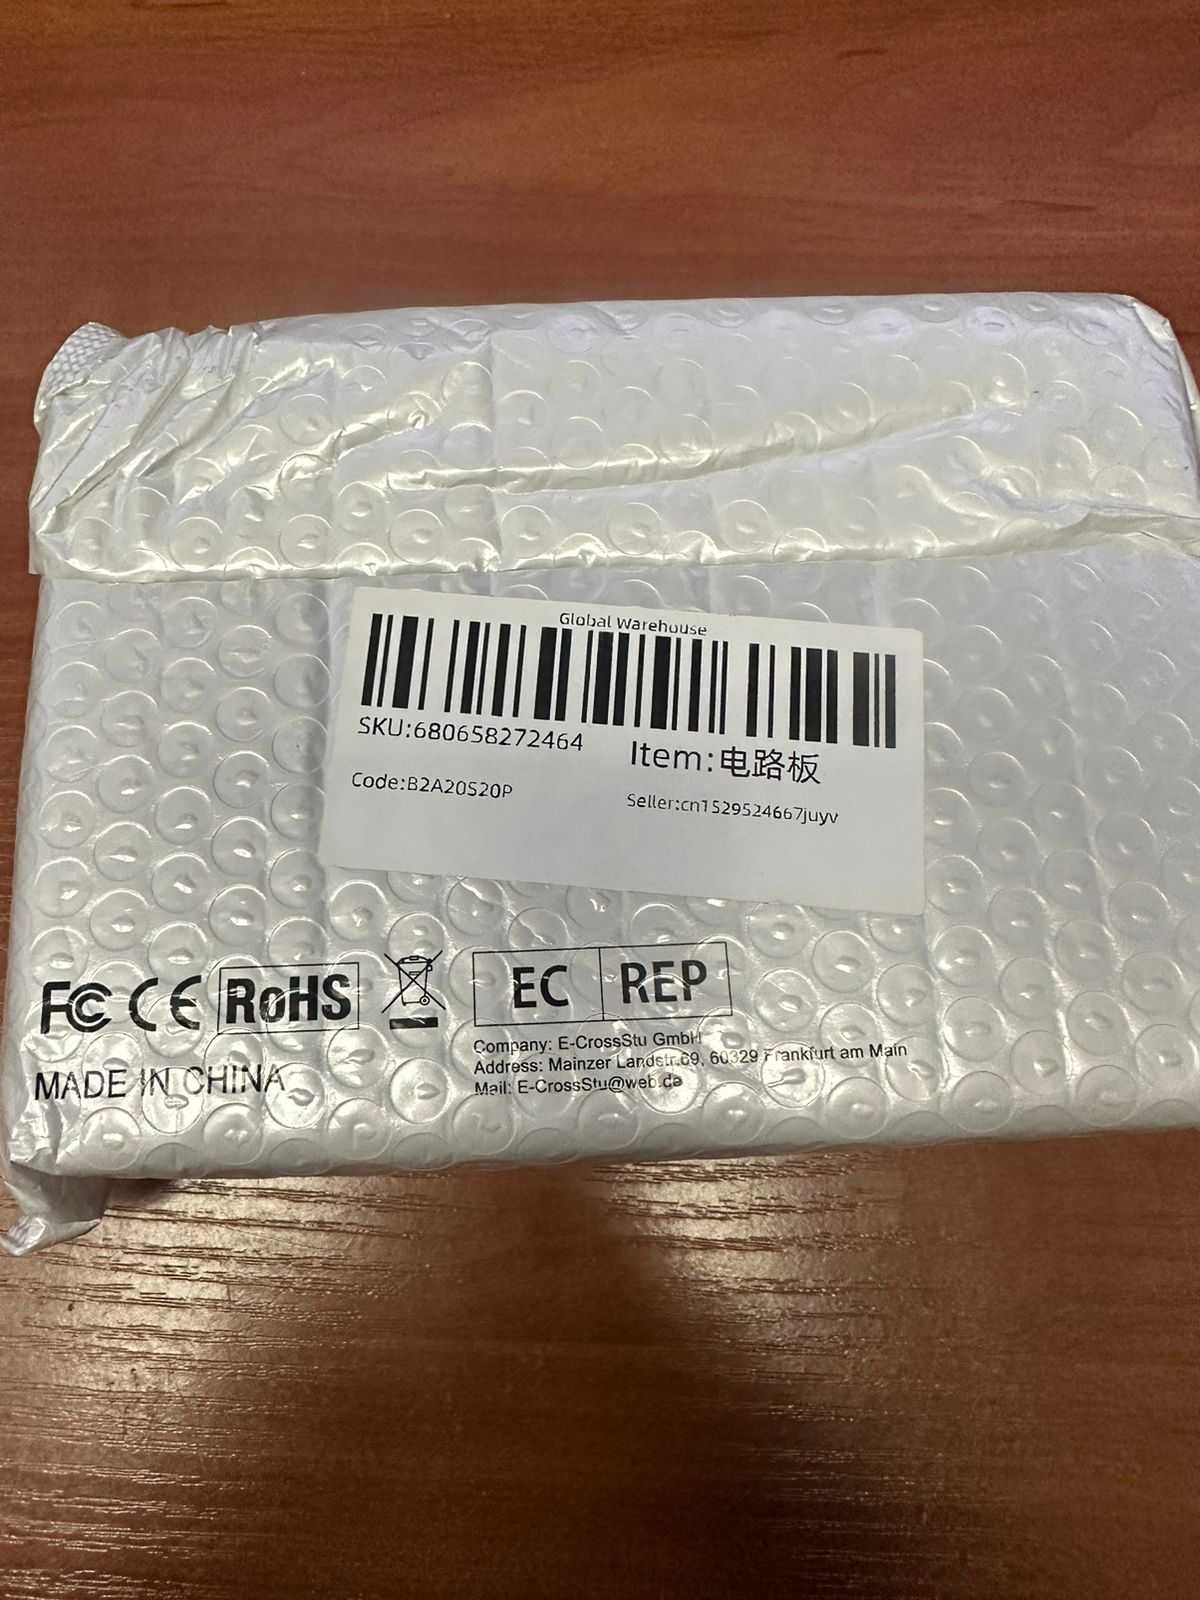 Global Warehouse
SKU:680658272464
Item:电路板
Code:B2A20S20P
Seller:cn1529524667juyv
FC CE RoHS
EC REP
MADE IN CHINA
Company: E-CrossStu GmbH
Address: Mainzer Landstr.69, 60329 Frankfurt am Main
Mail: E-CrossStu@web.de